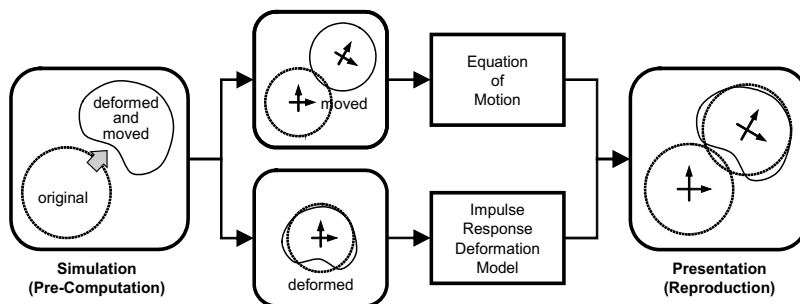 deformed
and
moved
original
Simulation
(Pre-Computation)
moved
deformed
Equation
of
Motion
Impulse
Response
Deformation
Model
Presentation
(Reproduction)